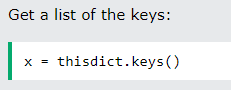 Get a list of the keys:
x = thisdict.keys()